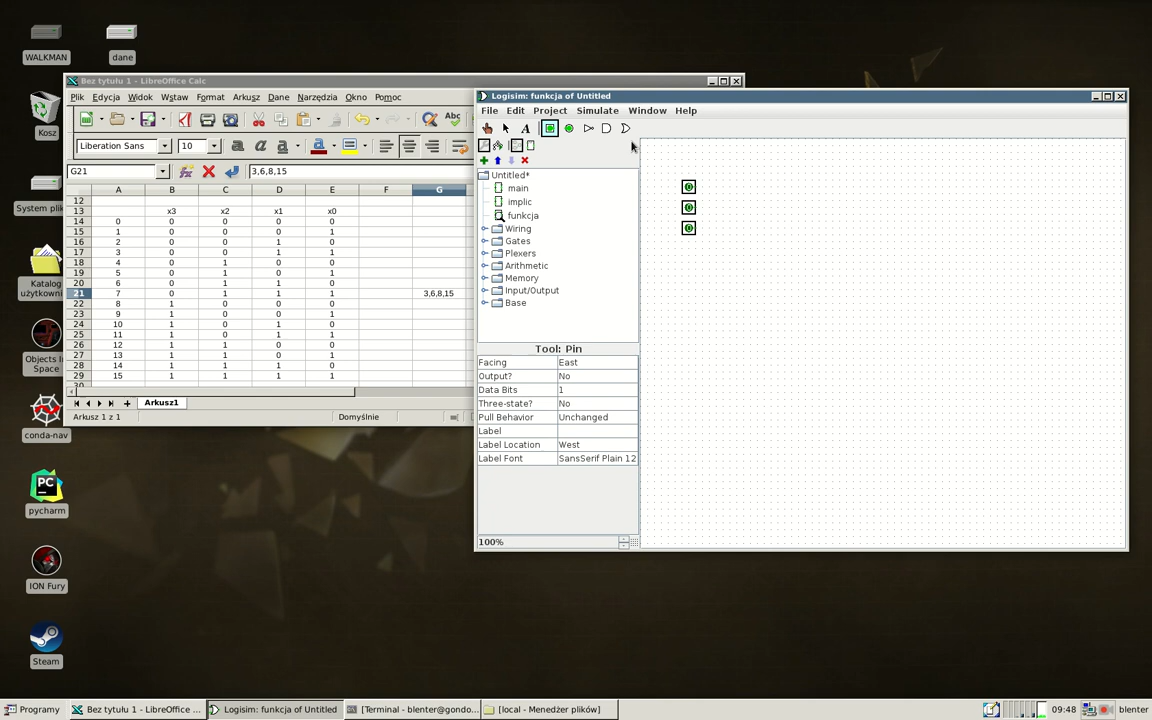 WALKMAN
dane
Kosz
System plik
Katalog
użytkowni
Objects In
Space
conda-nav
pycharm
ION Fury
Steam
Bez tytułu 1 - LibreOffice Calc
Plik Edycja Widok Wstaw Format Arkusz Dane Narzędzia Okno Pomoc
Liberation Sans 10
G21 3,6,8,15
A B C D E F G
12
13 x3 x2 x1 x0
14 0 0 0 0 0
15 1 0 0 0 1
16 2 0 0 1 0
17 3 0 0 1 1
18 4 0 1 0 0
19 5 0 1 0 1
20 6 0 1 1 0
21 7 0 1 1 1 3,6,8,15
22 8 1 0 0 0
23 9 1 0 0 1
24 10 1 0 1 0
25 11 1 0 1 1
26 12 1 1 0 0
27 13 1 1 0 1
28 14 1 1 1 0
29 15 1 1 1 1
Arkusz1
Arkusz 1 z 1 Domyślnie
Logisim: funkcja of Untitled
File Edit Project Simulate Window Help
A
Untitled*
main
implic
funkcja
Wiring
Gates
Plexers
Arithmetic
Memory
Input/Output
Base
Tool: Pin
Facing East
Output? No
Data Bits 1
Three-state? No
Pull Behavior Unchanged
Label
Label Location West
Label Font SansSerif Plain 12
100%
0
0
0
Programy Bez tytułu 1 - LibreOffice ... Logisim: funkcja of Untitled [Terminal - blenter@gondo... [local - Menedżer plików] 09:48 blenter